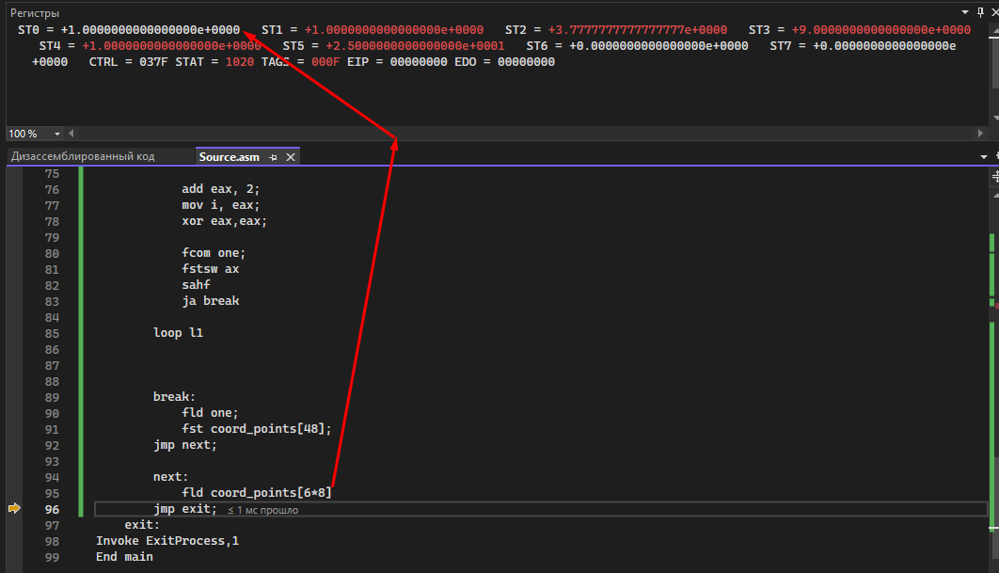 Регистры
ST0 = +1.0000000000000000e+0000 ST1 = +1.0000000000000000e+0000 ST2 = +3.7777777777777777e+0000 ST3 = +9.0000000000000000e+0000
ST4 = +1.0000000000000000e+0000 ST5 = +2.5000000000000000e+0001 ST6 = +0.0000000000000000e+0000 ST7 = +0.0000000000000000e
+0000 CTRL = 037F STAT = 1020 TAGS = 000F EIP = 00000000 EDO = 00000000
100 %
Дизассемблированный код Source.asm
75
76 add eax, 2;
77 mov i, eax;
78 xor eax,eax;
79
80 fcom one;
81 fstsw ax
82 sahf
83 ja break
84
85 loop l1
86
87
88
89 break:
90 fld one;
91 fst coord_points[48];
92 jmp next;
93
94 next:
95 fld coord_points[6*8]
96 jmp exit; ≤ 1 мс прошло
97 exit:
98 Invoke ExitProcess,1
99 End main